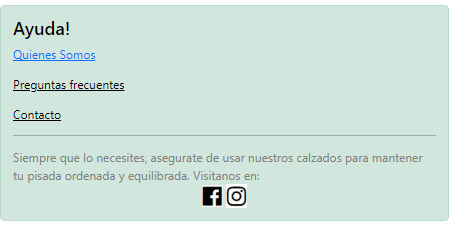 Ayuda!
Quienes Somos
Preguntas frecuentes
Contacto
Siempre que lo necesites, asegurate de usar nuestros calzados para mantener
tu pisada ordenada y equilibrada. Visitanos en: